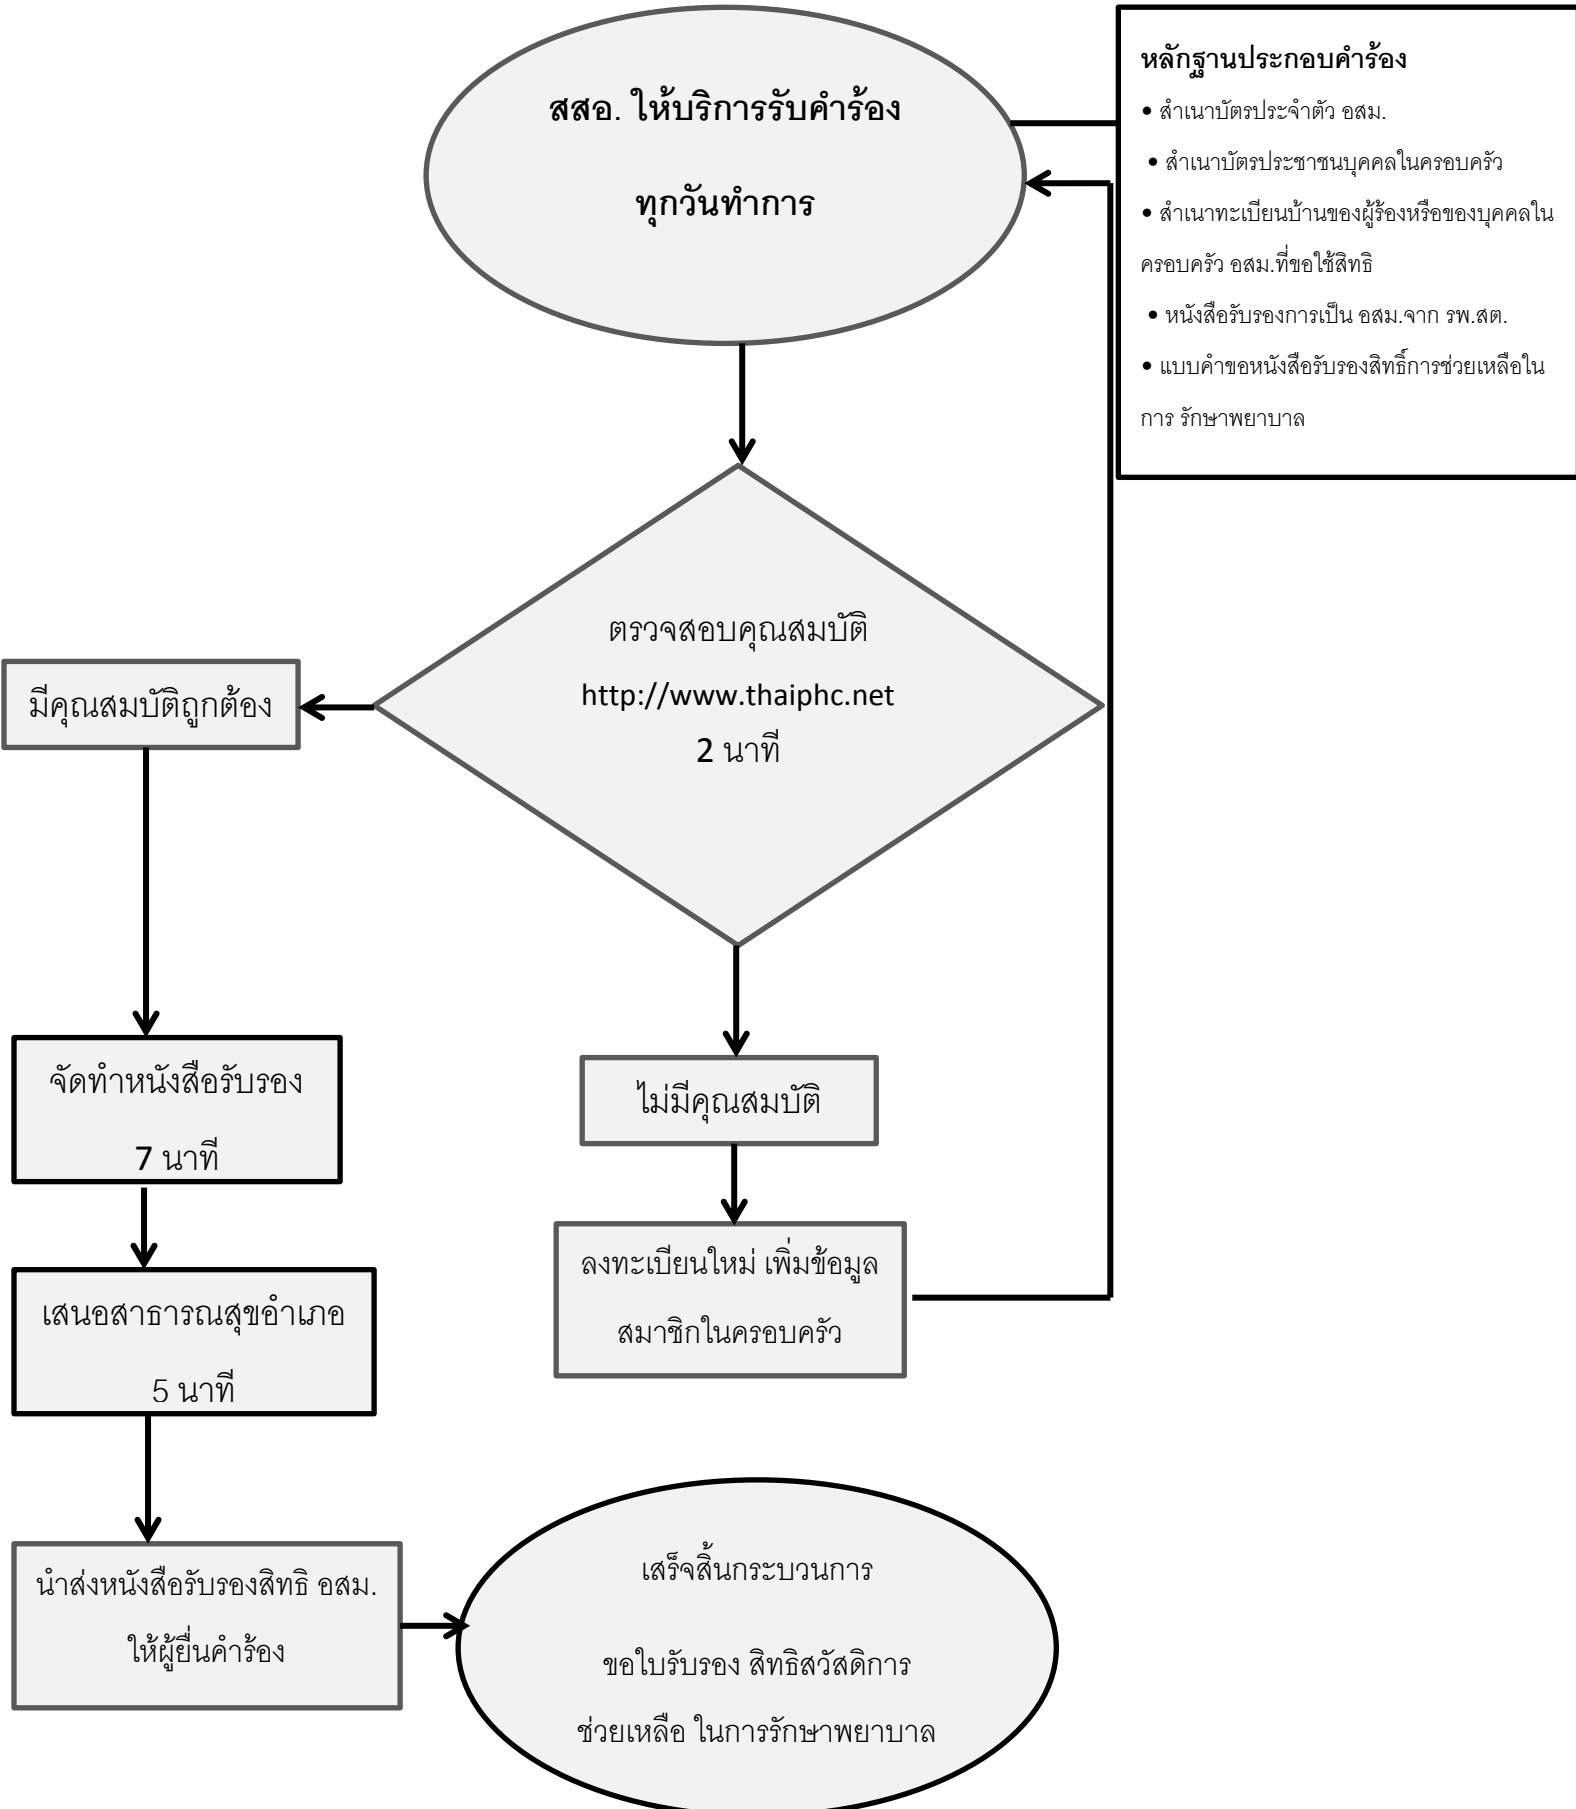 สสอ. ให้บริการรับคำร้อง
ทุกวันทำการ
หลักฐานประกอบคำร้อง
• สำเนาบัตรประจำตัว อสม.
• สำเนาบัตรประชาชนบุคคลในครอบครัว
• สำเนาทะเบียนบ้านของผู้ร้องหรือของบุคคลใน
ครอบครัว อสม.ที่ขอใช้สิทธิ
• หนังสือรับรองการเป็น อสม.จาก รพ.สต.
• แบบคำขอหนังสือรับรองสิทธิ์การช่วยเหลือใน
การ รักษาพยาบาล
ตรวจสอบคุณสมบัติ
http://www.thaiphc.net
2 นาที
มีคุณสมบัติถูกต้อง
จัดทำหนังสือรับรอง
7 นาที
ไม่มีคุณสมบัติ
ลงทะเบียนใหม่ เพิ่มข้อมูล
สมาชิกในครอบครัว
เสนอสาธารณสุขอำเภอ
5 นาที
นำส่งหนังสือรับรองสิทธิ อสม.
ให้ผู้ยื่นคำร้อง
เสร็จสิ้นกระบวนการ
ขอใบรับรอง สิทธิสวัสดิการ
ช่วยเหลือ ในการรักษาพยาบาล